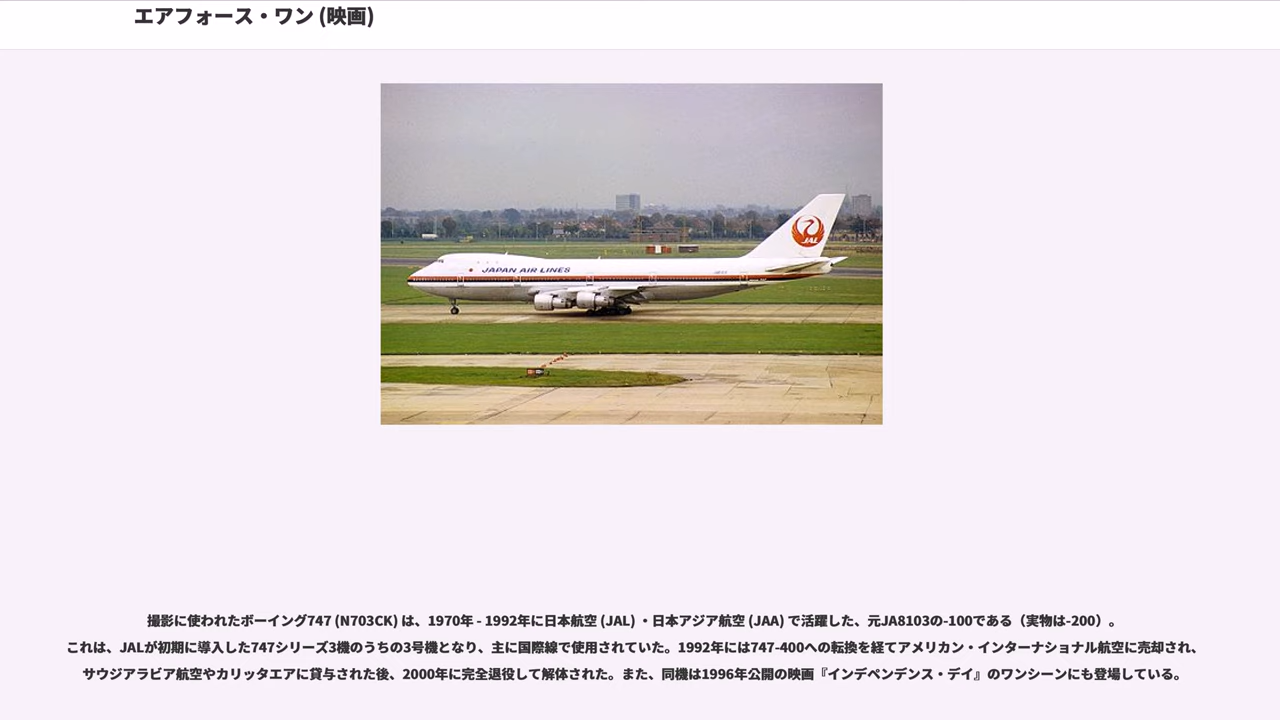 エアフォース・ワン (映画)
JAL
JAPAN AIR LINES
撮影に使われたボーイング747 (N703CK) は、1970年 - 1992年に日本航空 (JAL) ・日本アジア航空 (JAA) で活躍した、元JA8103の-100である（実物は-200）。
これは、JALが初期に導入した747シリーズ3機のうちの3号機となり、主に国際線で使用されていた。1992年には747-400への転換を経てアメリカン・インターナショナル航空に売却され、
サウジアラビア航空やカリッタエアに貸与された後、2000年に完全退役して解体された。また、同機は1996年公開の映画『インデペンデンス・デイ』のワンシーンにも登場している。